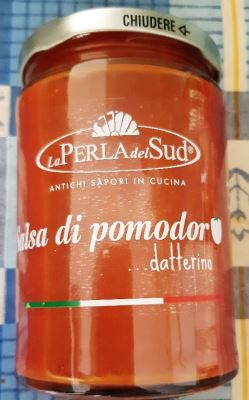 CHIUDERE
La PERLA del SuD®
ANTICHI SAPORI IN CUCINA
Salsa di pomodoro
...datterino